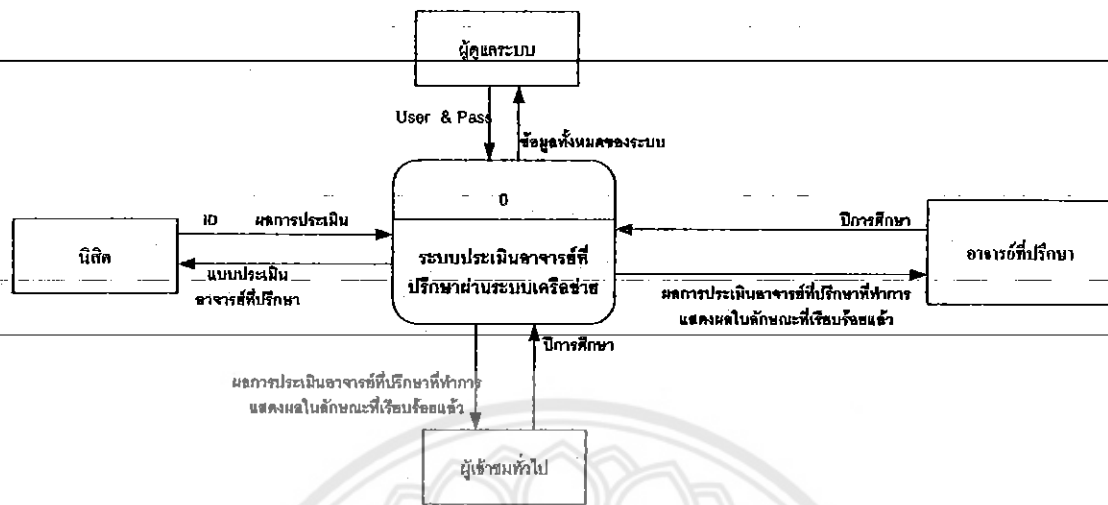 ผู้ดูแลระบบ
User & Pass
ข้อมูลทั้งหมดของระบบ
0
ระบบประเมินอาจารย์ที่
ปรึกษาผ่านระบบเครือข่าย
ID ผลการประเมิน
นิสิต
แบบประเมิน
อาจารย์ที่ปรึกษา
ปีการศึกษา
อาจารย์ที่ปรึกษา
ผลการประเมินอาจารย์ที่ปรึกษาที่ทำการ
แสดงผลในลักษณะที่เรียบร้อยแล้ว
ปีการศึกษา
ผลการประเมินอาจารย์ที่ปรึกษาที่ทำการ
แสดงผลในลักษณะที่เรียบร้อยแล้ว
ผู้เข้าชมทั่วไป